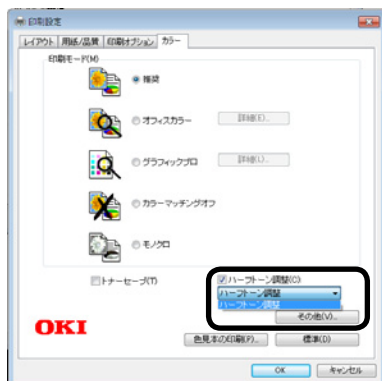 印刷設定
レイアウト 用紙/品質 印刷オプション カラー
印刷モード(M)
推奨
オフィスカラー 詳細(E)...
グラフィックプロ 詳細(L)...
カラーマッチングオフ
モノクロ
トナーセーブ(T) ハーフトーン調整(C)
ハーフトーン調整
ハーフトーン調整
その他(V)...
OKI
色見本の印刷(P)... 標準(D)
OK キャンセル